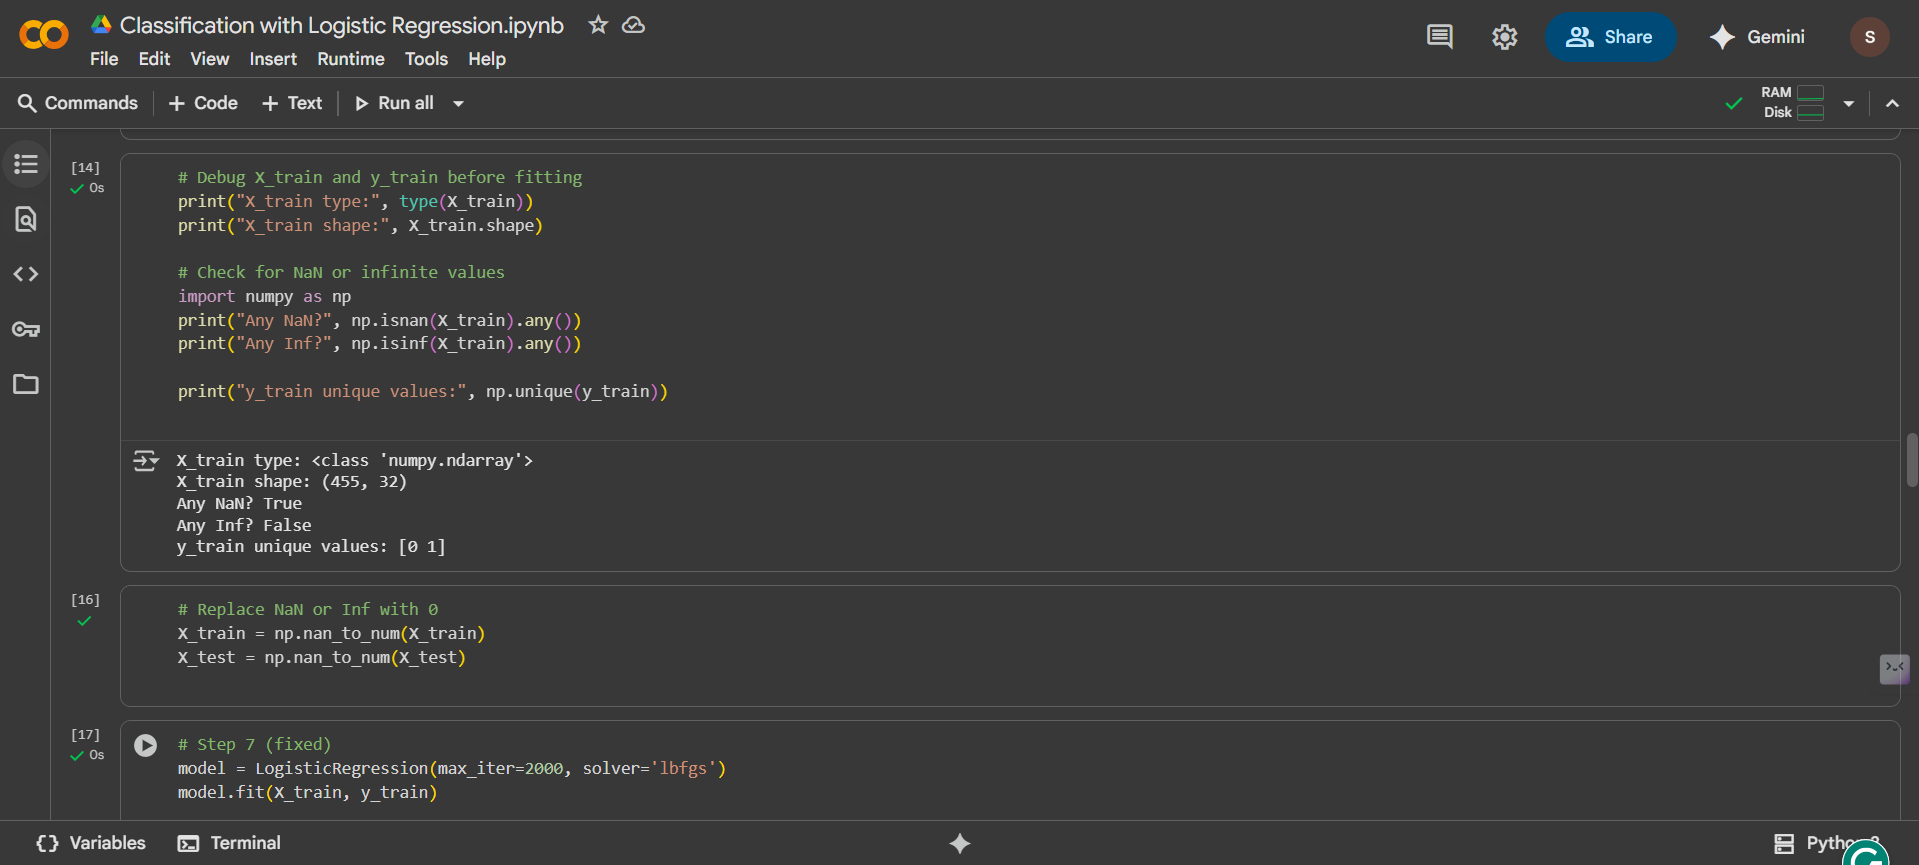 Classification with Logistic Regression.ipynb
File Edit View Insert Runtime Tools Help
Share
Gemini
S
Commands + Code + Text Run all
RAM
Disk
[14]
0s
# Debug X_train and y_train before fitting
print("X_train type:", type(X_train))
print("X_train shape:", X_train.shape)
# Check for NaN or infinite values
import numpy as np
print("Any NaN?", np.isnan(X_train).any())
print("Any Inf?", np.isinf(X_train).any())
print("y_train unique values:", np.unique(y_train))
X_train type: <class 'numpy.ndarray'>
X_train shape: (455, 32)
Any NaN? True
Any Inf? False
y_train unique values: [0 1]
[16]
# Replace NaN or Inf with 0
X_train = np.nan_to_num(X_train)
X_test = np.nan_to_num(X_test)
[17]
0s
# Step 7 (fixed)
model = LogisticRegression(max_iter=2000, solver='lbfgs')
model.fit(X_train, y_train)
Variables Terminal